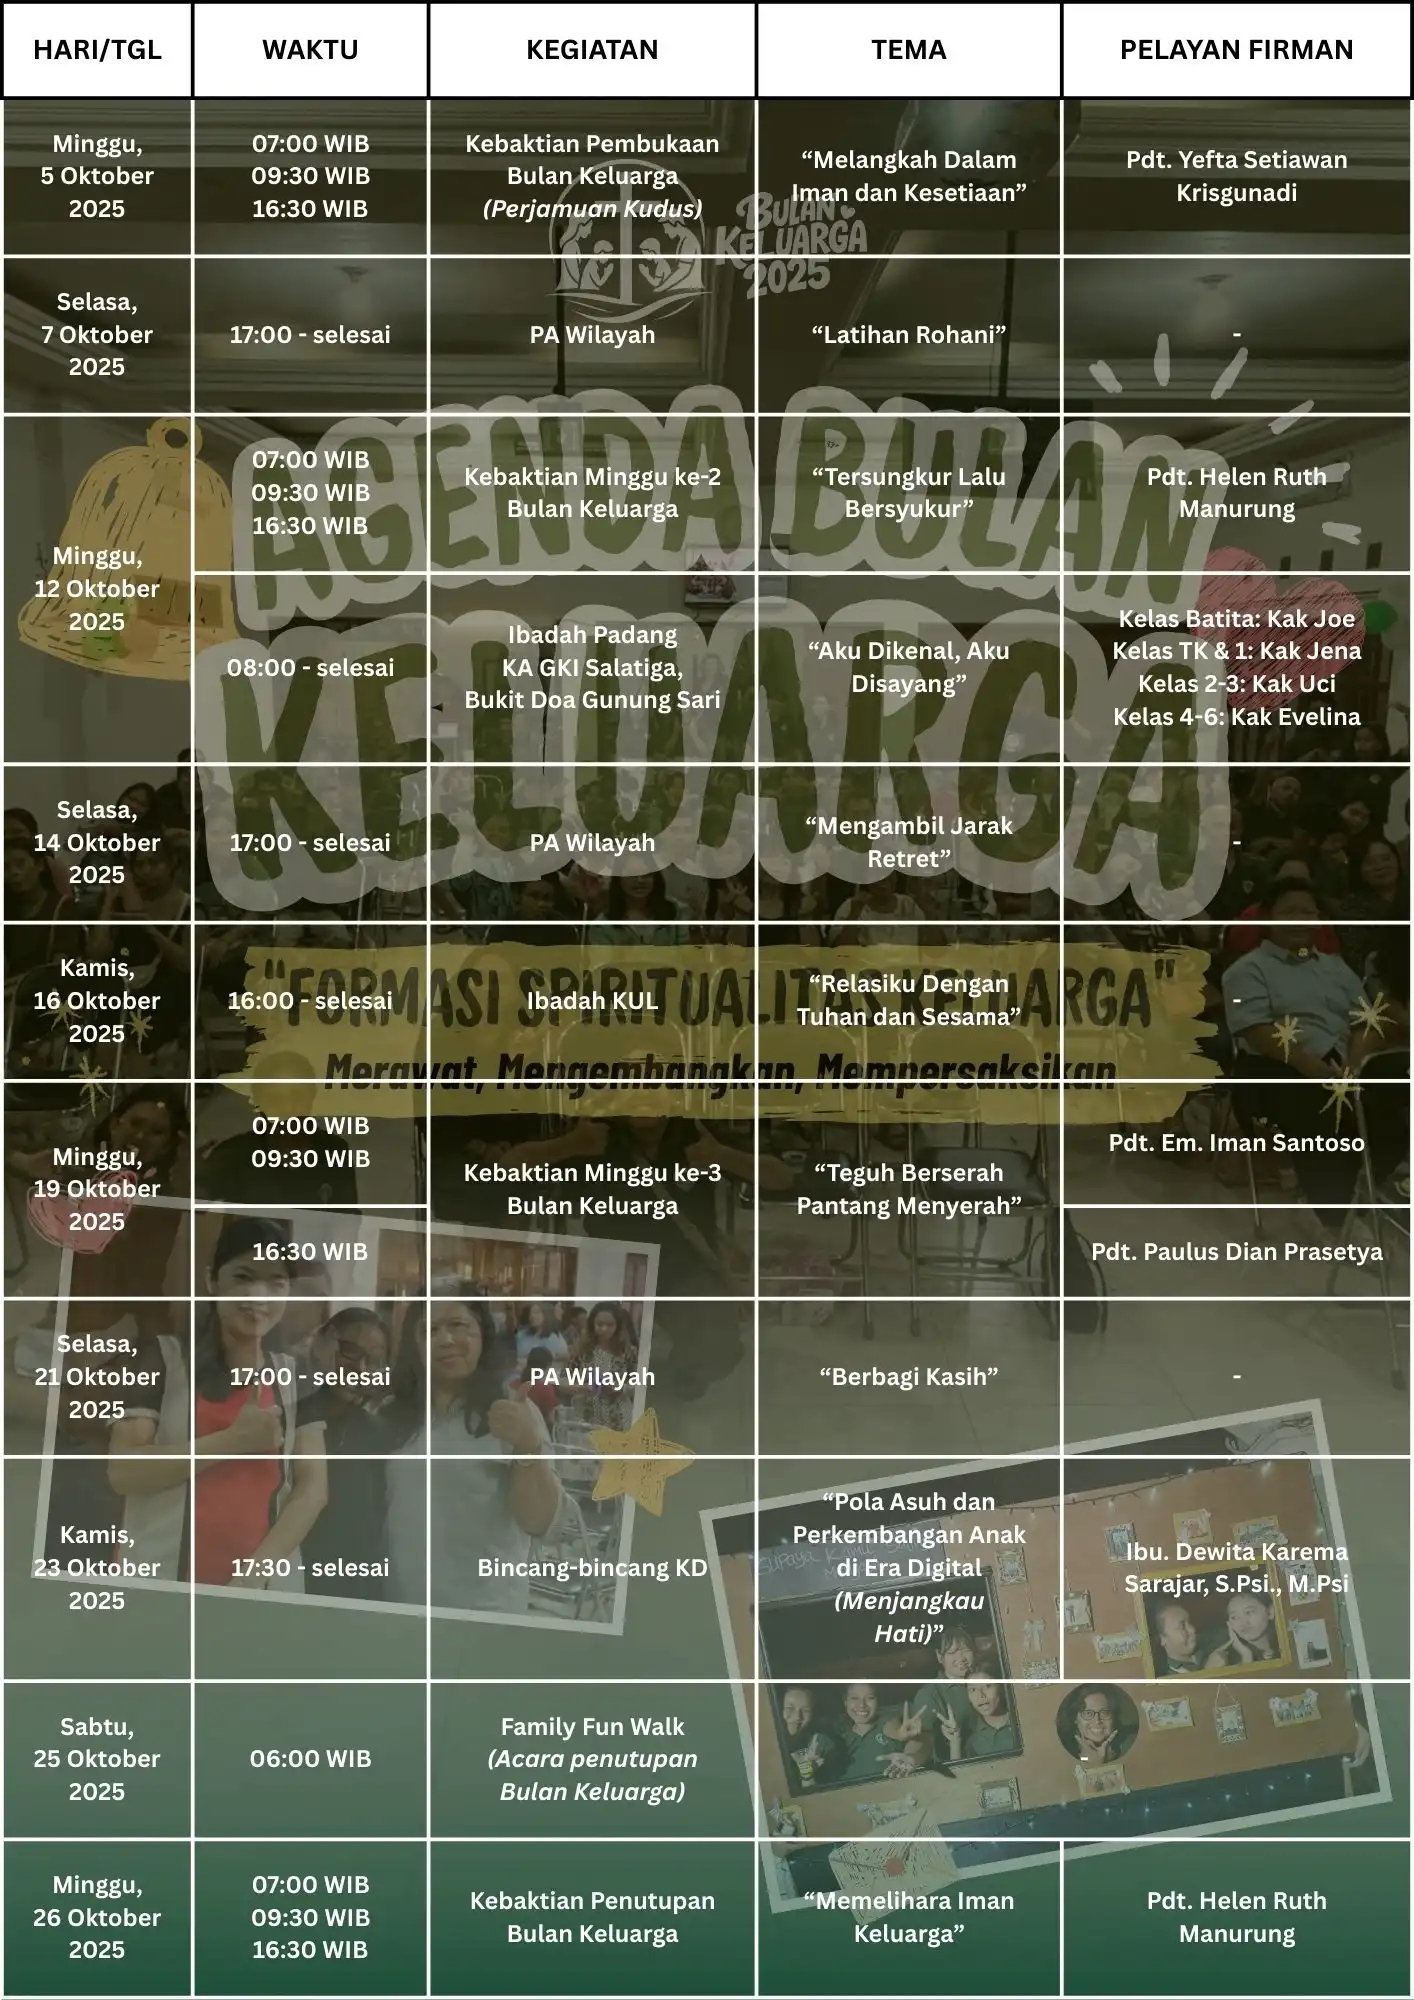 HARI/TGL
WAKTU
KEGIATAN
TEMA
PELAYAN FIRMAN
Minggu,
5 Oktober
2025
07:00 WIB
09:30 WIB
16:30 WIB
Kebaktian Pembukaan
Bulan Keluarga
(Perjamuan Kudus)
“Melangkah Dalam
Iman dan Kesetiaan”
Pdt. Yefta Setiawan
Krisgunadi
BULAN
KELUARGA
2025
Selasa,
7 Oktober
2025
17:00 - selesai
PA Wilayah
“Latihan Rohani”
-
AGENDA BULAN
KELUARGA
Minggu,
12 Oktober
2025
07:00 WIB
09:30 WIB
16:30 WIB
Kebaktian Minggu ke-2
Bulan Keluarga
“Tersungkur Lalu
Bersyukur”
Pdt. Helen Ruth
Manurung
08:00 - selesai
Ibadah Padang
KA GKI Salatiga,
Bukit Doa Gunung Sari
“Aku Dikenal, Aku
Disayang”
Kelas Batita: Kak Joe
Kelas TK & 1: Kak Jena
Kelas 2-3: Kak Uci
Kelas 4-6: Kak Evelina
Selasa,
14 Oktober
2025
17:00 - selesai
PA Wilayah
“Mengambil Jarak
Retret”
-
Kamis,
16 Oktober
2025
16:00 - selesai
Ibadah KUL
“Relasiku Dengan
Tuhan dan Sesama”
-
"FORMASI SPIRITUALITAS KELUARGA"
Merawat, Mengembangkan, Mempersaksikan
Minggu,
19 Oktober
2025
07:00 WIB
09:30 WIB
Kebaktian Minggu ke-3
Bulan Keluarga
“Teguh Berserah
Pantang Menyerah”
Pdt. Em. Iman Santoso
16:30 WIB
Pdt. Paulus Dian Prasetya
Selasa,
21 Oktober
2025
17:00 - selesai
PA Wilayah
“Berbagi Kasih”
-
Kamis,
23 Oktober
2025
17:30 - selesai
Bincang-bincang KD
“Pola Asuh dan
Perkembangan Anak
di Era Digital
(Menjangkau
Hati)”
Ibu. Dewita Karema
Sarajar, S.Psi., M.Psi
Sabtu,
25 Oktober
2025
06:00 WIB
Family Fun Walk
(Acara penutupan
Bulan Keluarga)
-
Minggu,
26 Oktober
2025
07:00 WIB
09:30 WIB
16:30 WIB
Kebaktian Penutupan
Bulan Keluarga
“Memelihara Iman
Keluarga”
Pdt. Helen Ruth
Manurung